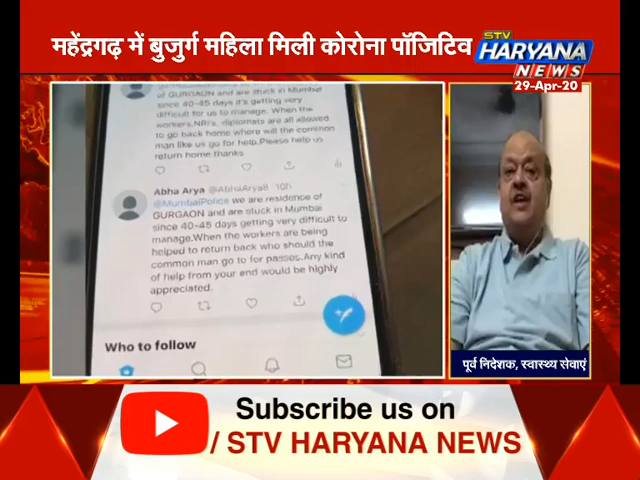 महेंद्रगढ़ में बुजुर्ग महिला मिली कोरोना पॉजिटिव
STV
HARYANA
NEWS
29-Apr-20
of GURGAON and are stuck in Mumbai
since 40-45 days it's getting very
difficult for us to manage. When the
workers,NRI's, diplomats are all allowed
to go back home where will the common
man like us go for help.Please help us
return home thanks
Abha Arya @AbhaArya8 10h
@MumbaiPolice we are residence of
GURGAON and are stuck in Mumbai
since 40-45 days getting very difficult to
manage.When the workers are being
helped to return back who should the
common man go to for passes.Any kind
of help from your end would be highly
appreciated.
Who to follow
पूर्व निदेशक, स्वास्थ्य सेवाएं
Subscribe us on
/ STV HARYANA NEWS